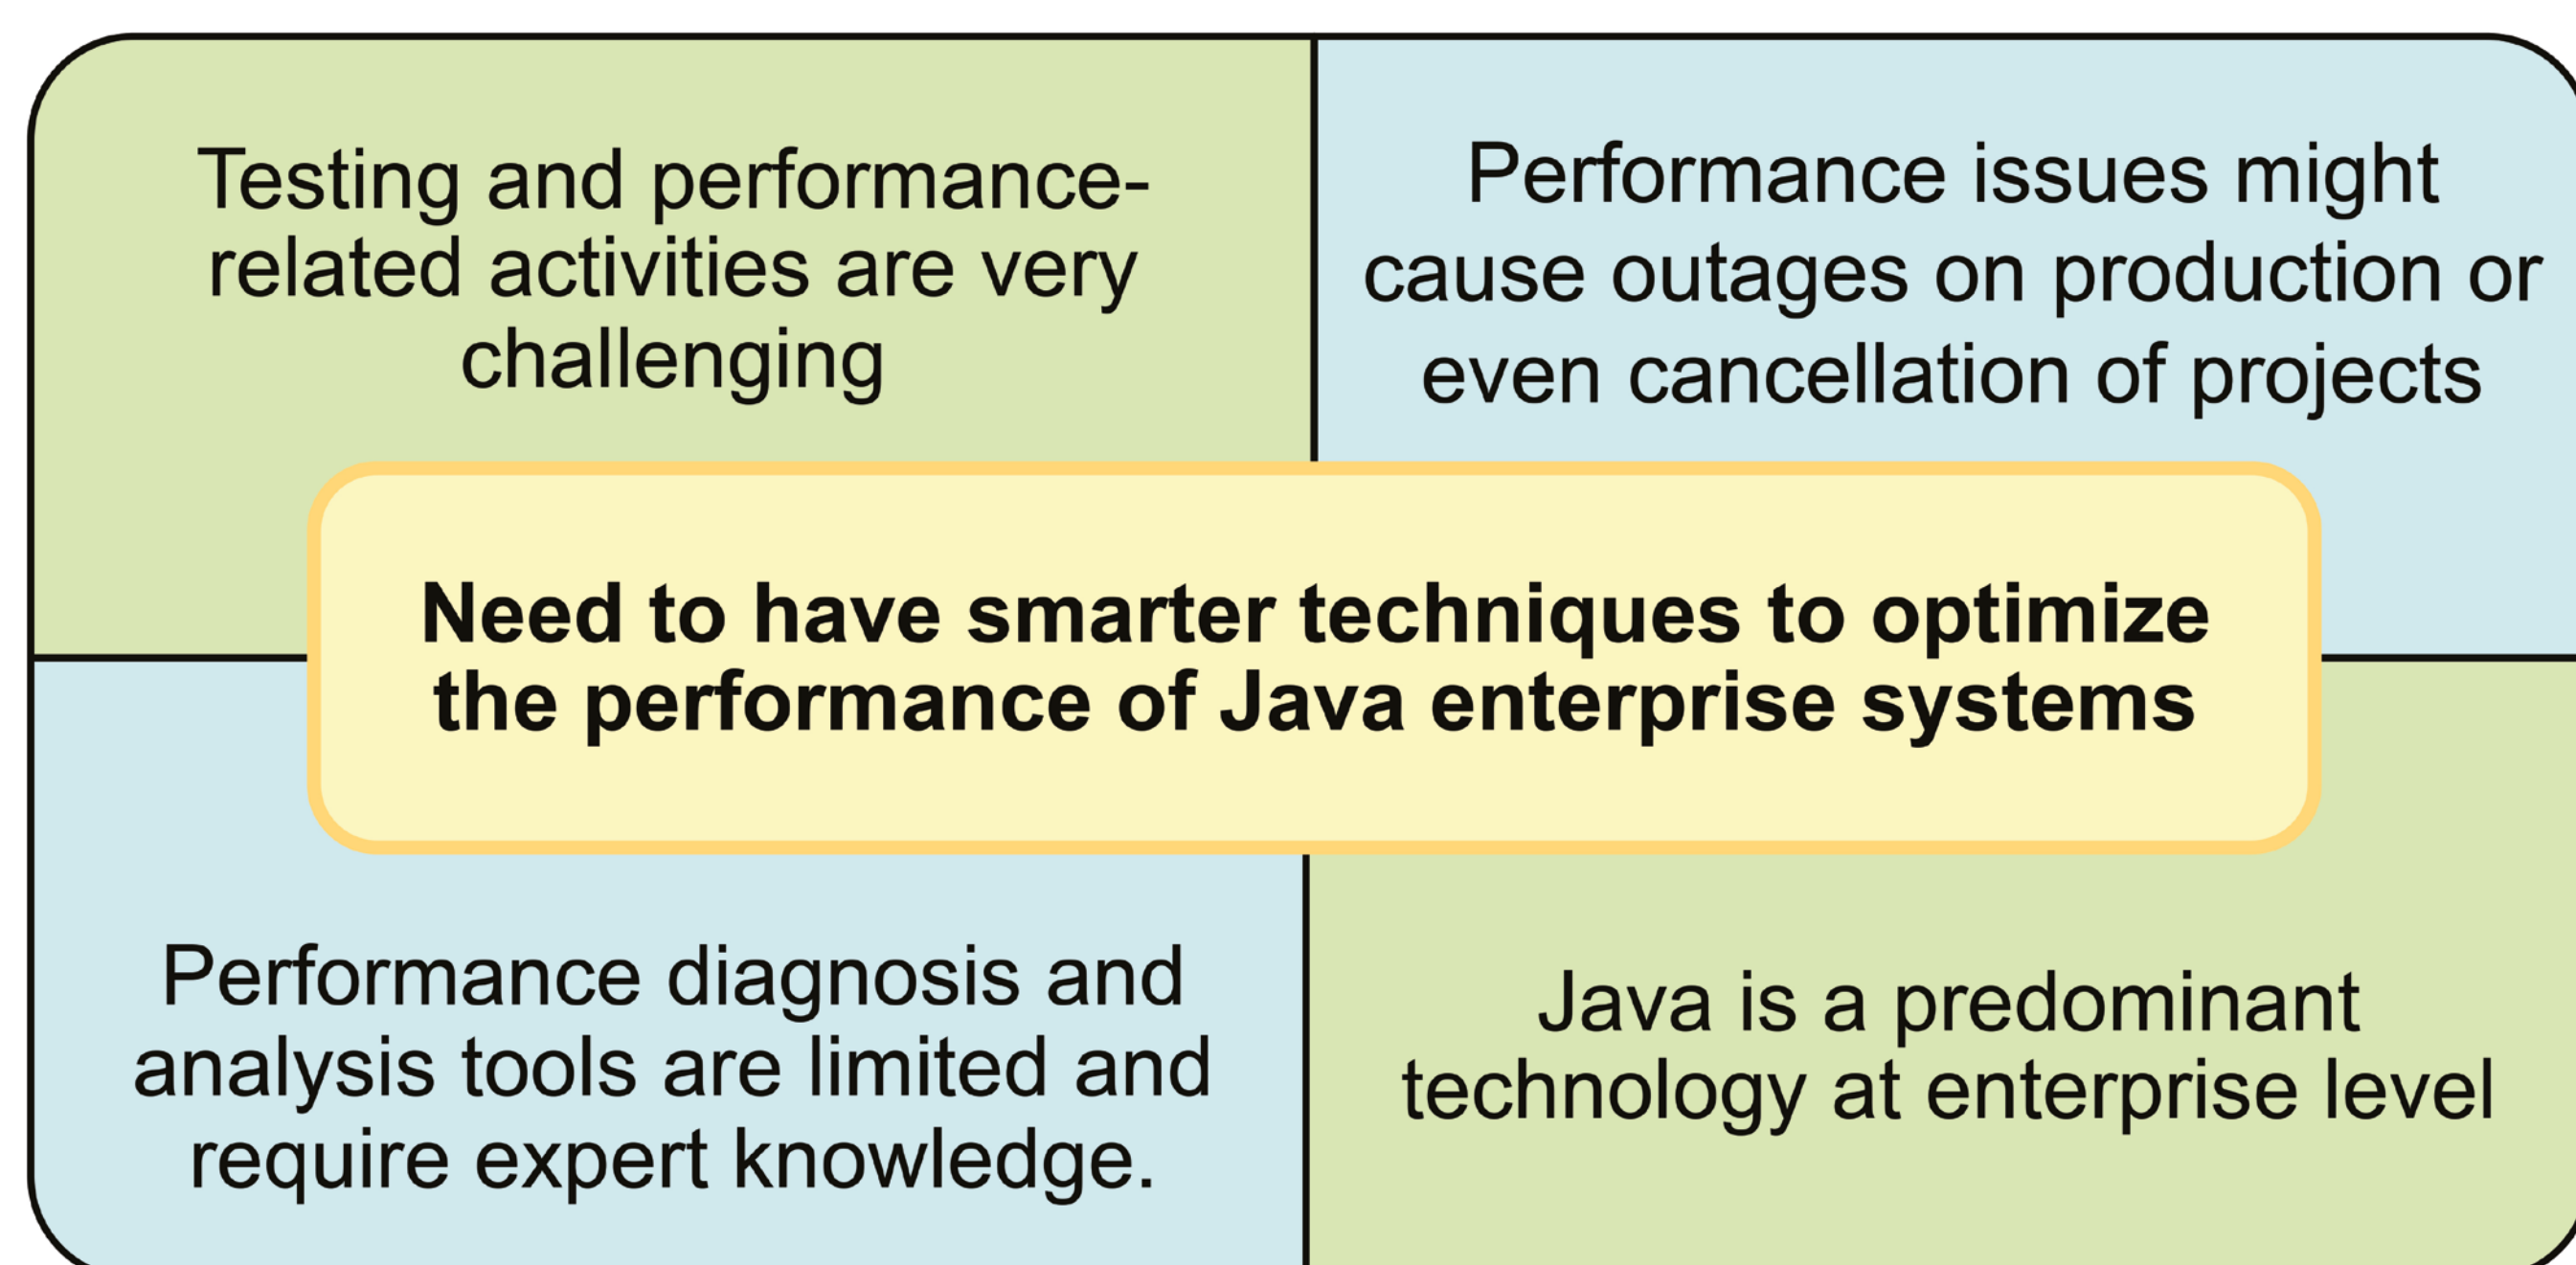 Testing and performance-
related activities are very
challenging
Performance issues might
cause outages on production or
even cancellation of projects
Need to have smarter techniques to optimize
the performance of Java enterprise systems
Performance diagnosis and
analysis tools are limited and
require expert knowledge.
Java is a predominant
technology at enterprise level